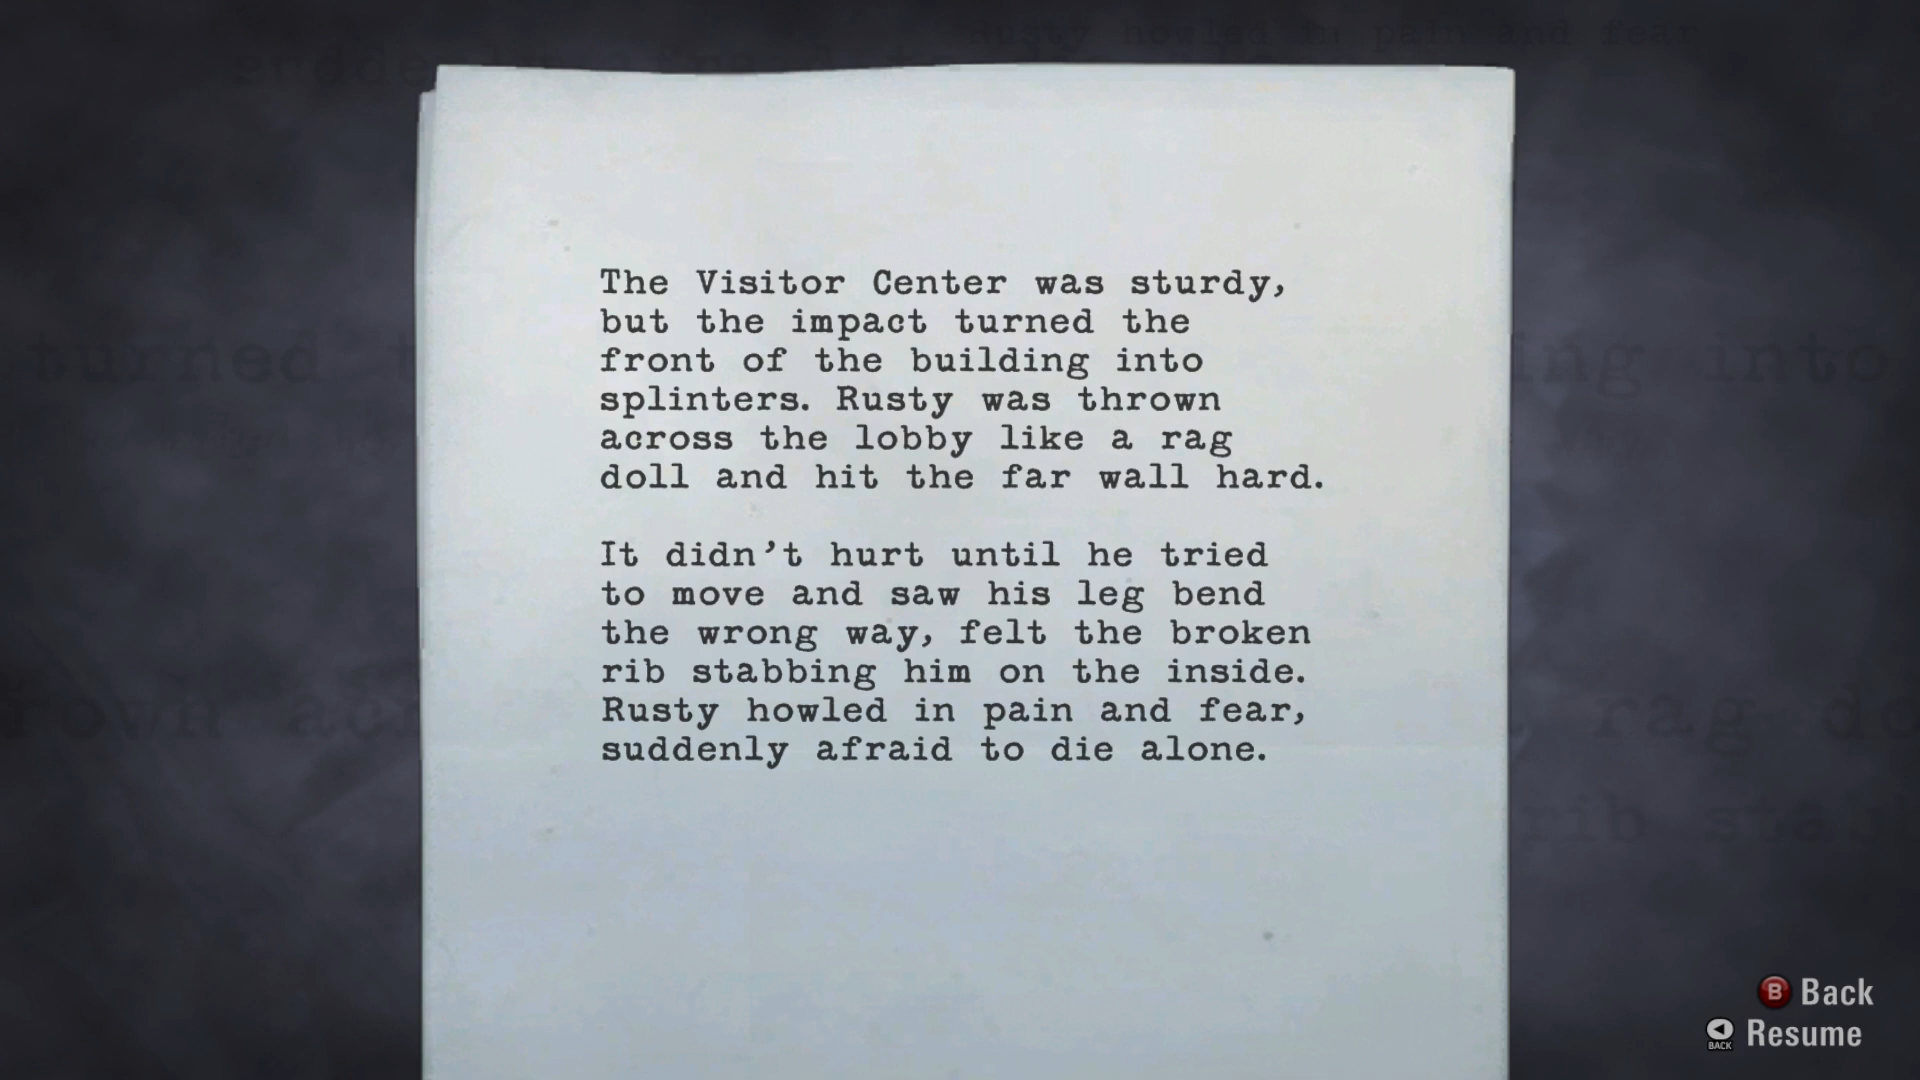 The Visitor Center was sturdy,
but the impact turned the
front of the building into
splinters. Rusty was thrown
across the lobby like a rag
doll and hit the far wall hard.
It didn't hurt until he tried
to move and saw his leg bend
the wrong way, felt the broken
rib stabbing him on the inside.
Rusty howled in pain and fear,
suddenly afraid to die alone.
B Back
BACK Resume